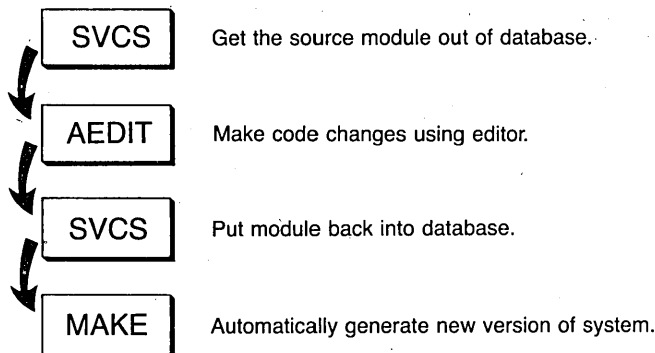 SVCS Get the source module out of database.
AEDIT Make code changes using editor.
SVCS Put module back into database.
MAKE Automatically generate new version of system.